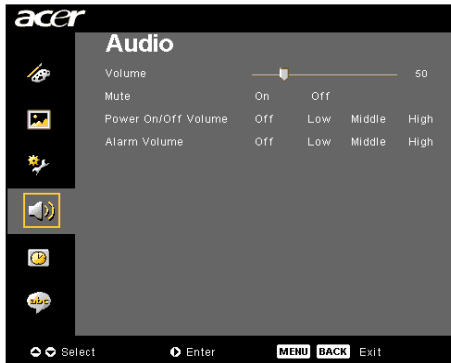 acer
Audio
Volume 50
Mute On Off
Power On/Off Volume Off Low Middle High
Alarm Volume Off Low Middle High
abc
Select Enter MENU BACK Exit